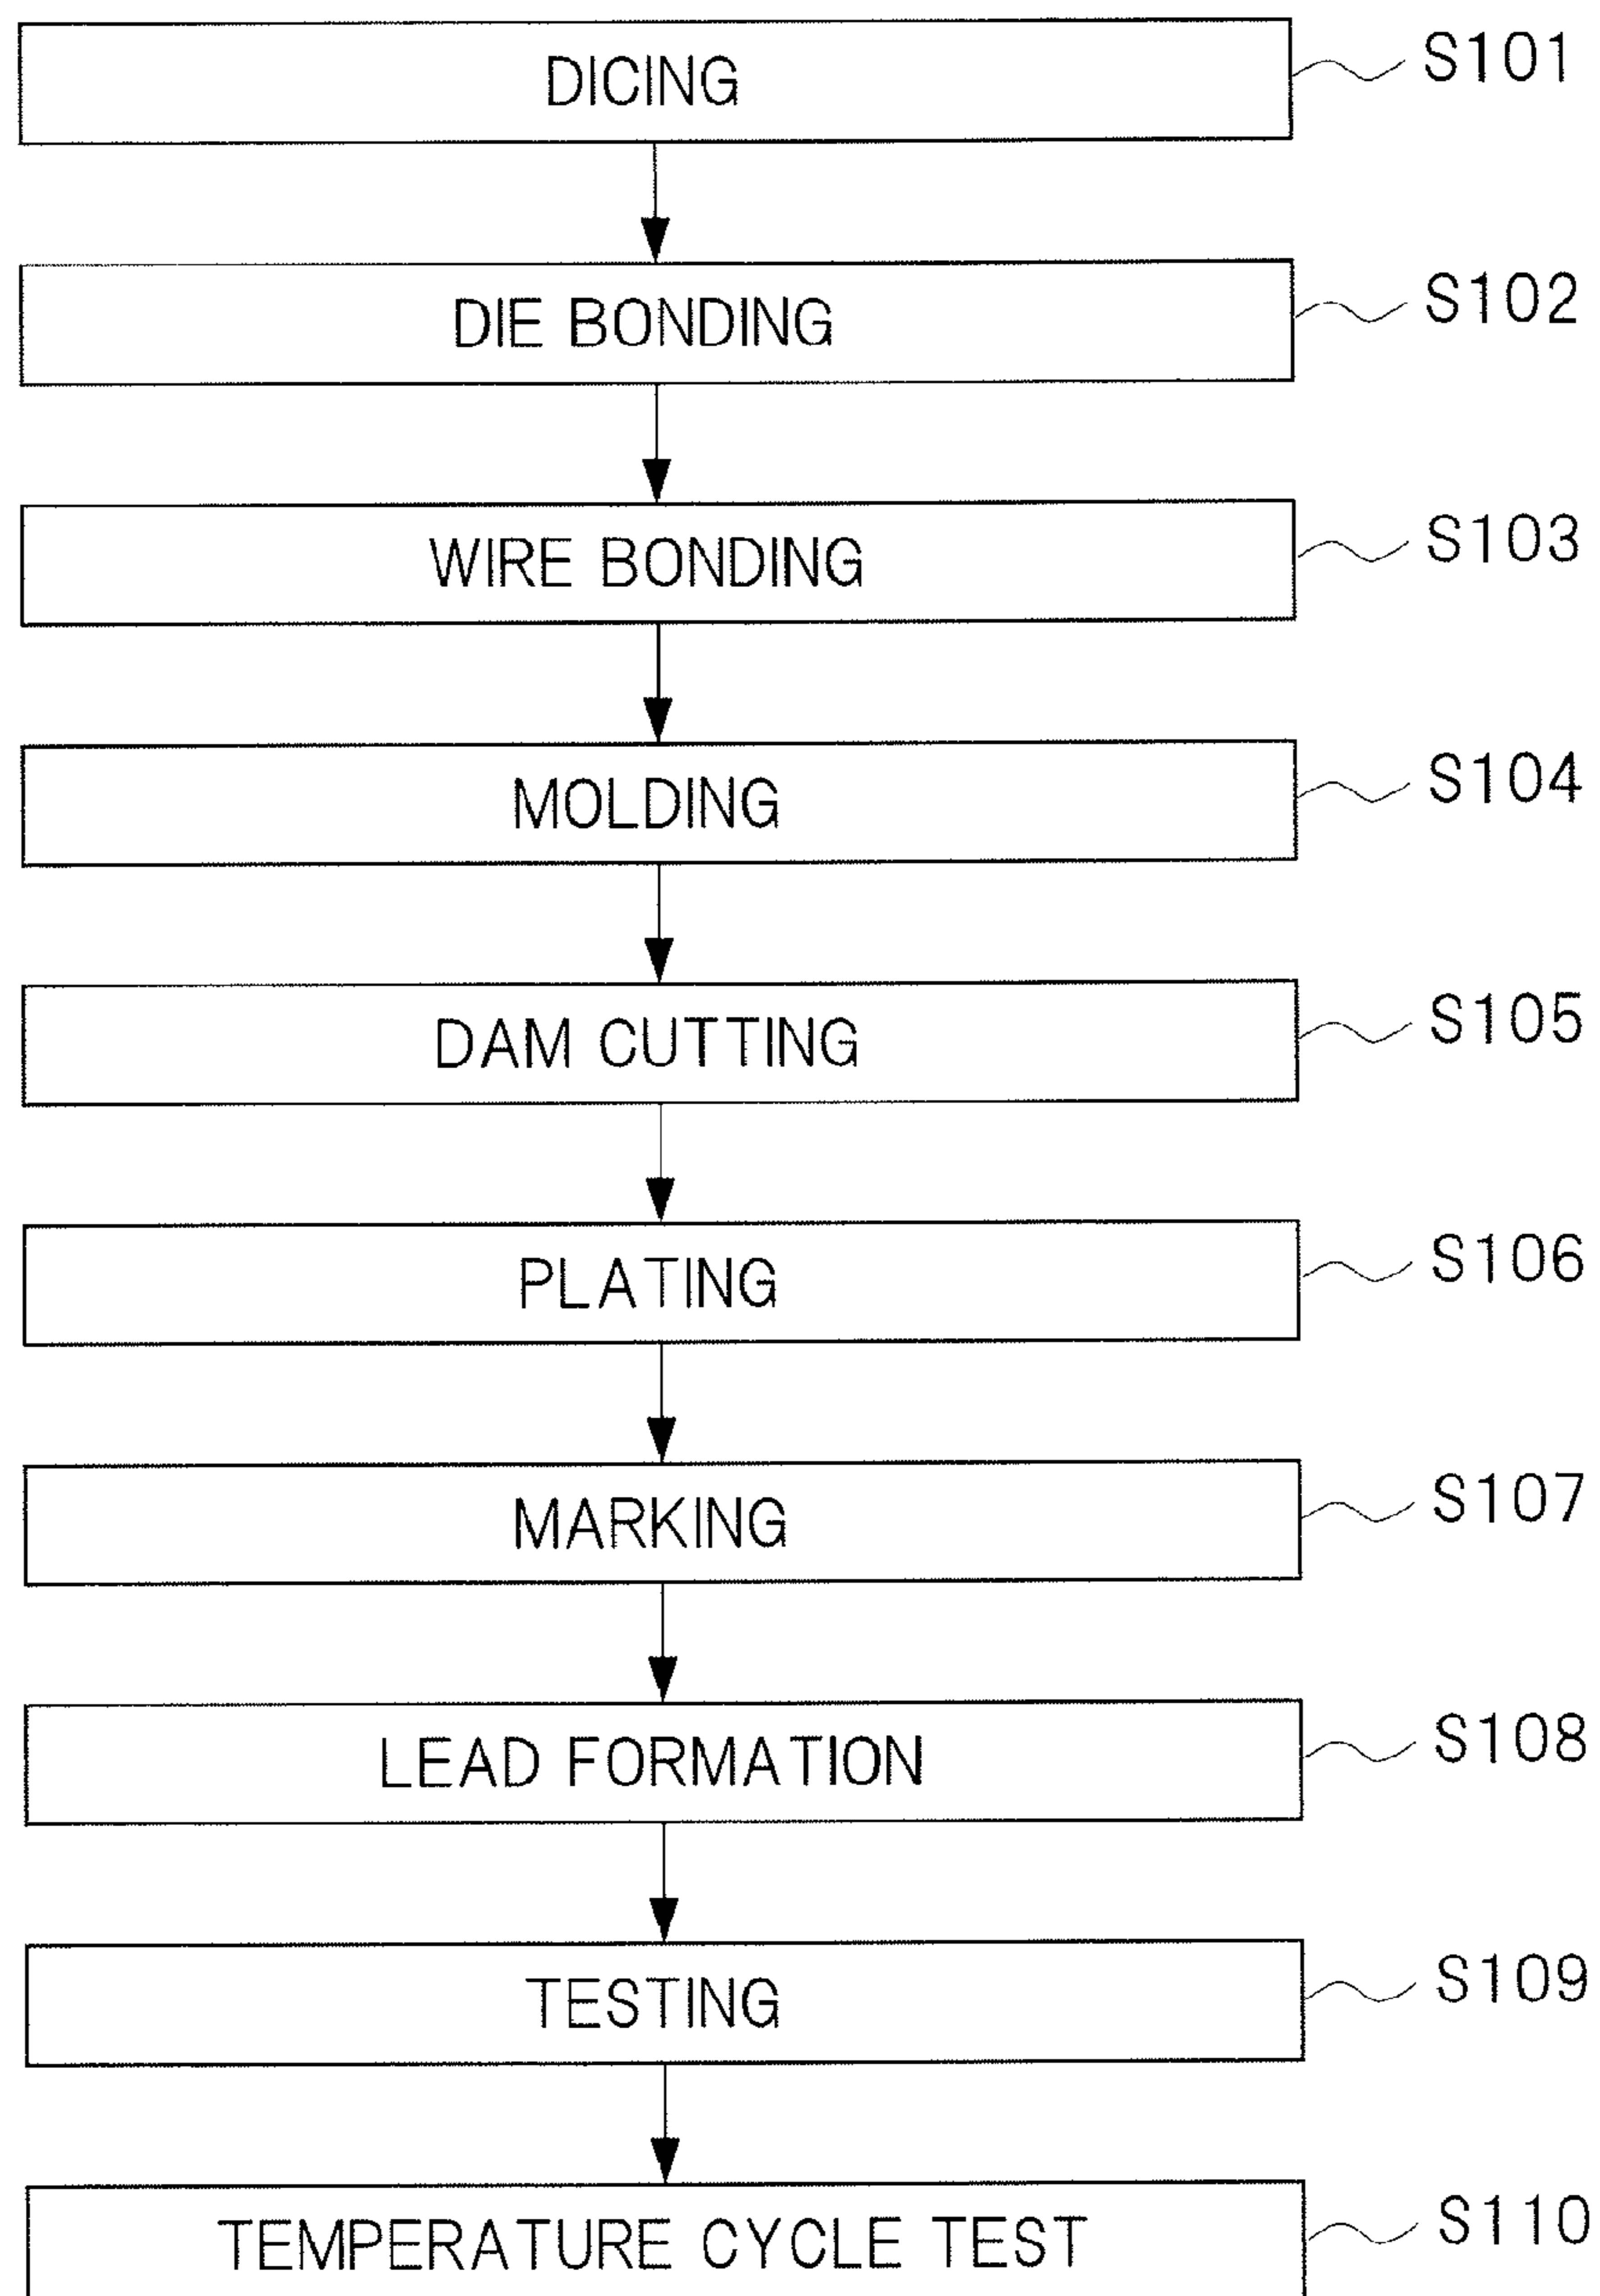 DICING S101
DIE BONDING S102
WIRE BONDING S103
MOLDING S104
DAM CUTTING S105
PLATING S106
MARKING S107
LEAD FORMATION S108
TESTING S109
TEMPERATURE CYCLE TEST S110